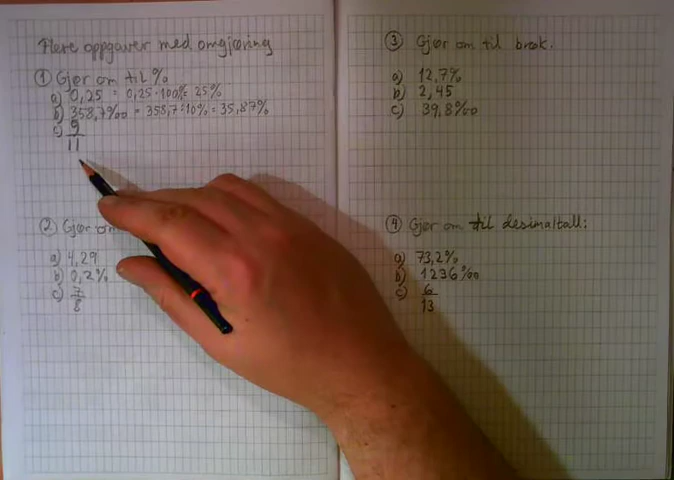 Flere oppgaver med omgjøring
① Gjør om til %
a) 0,25 = 0,25·100% = 25%
b) 358,7‰ = 358,7:10% = 35,87%
c) 9/11
② Gjør om
a) 4,29
b) 0,2%
c) 7/8
③ Gjør om til brøk.
a) 12,7%
b) 2,45
c) 39,8‰
④ Gjør om til desimaltall:
a) 73,2%
b) 1236‰
c) 6/13